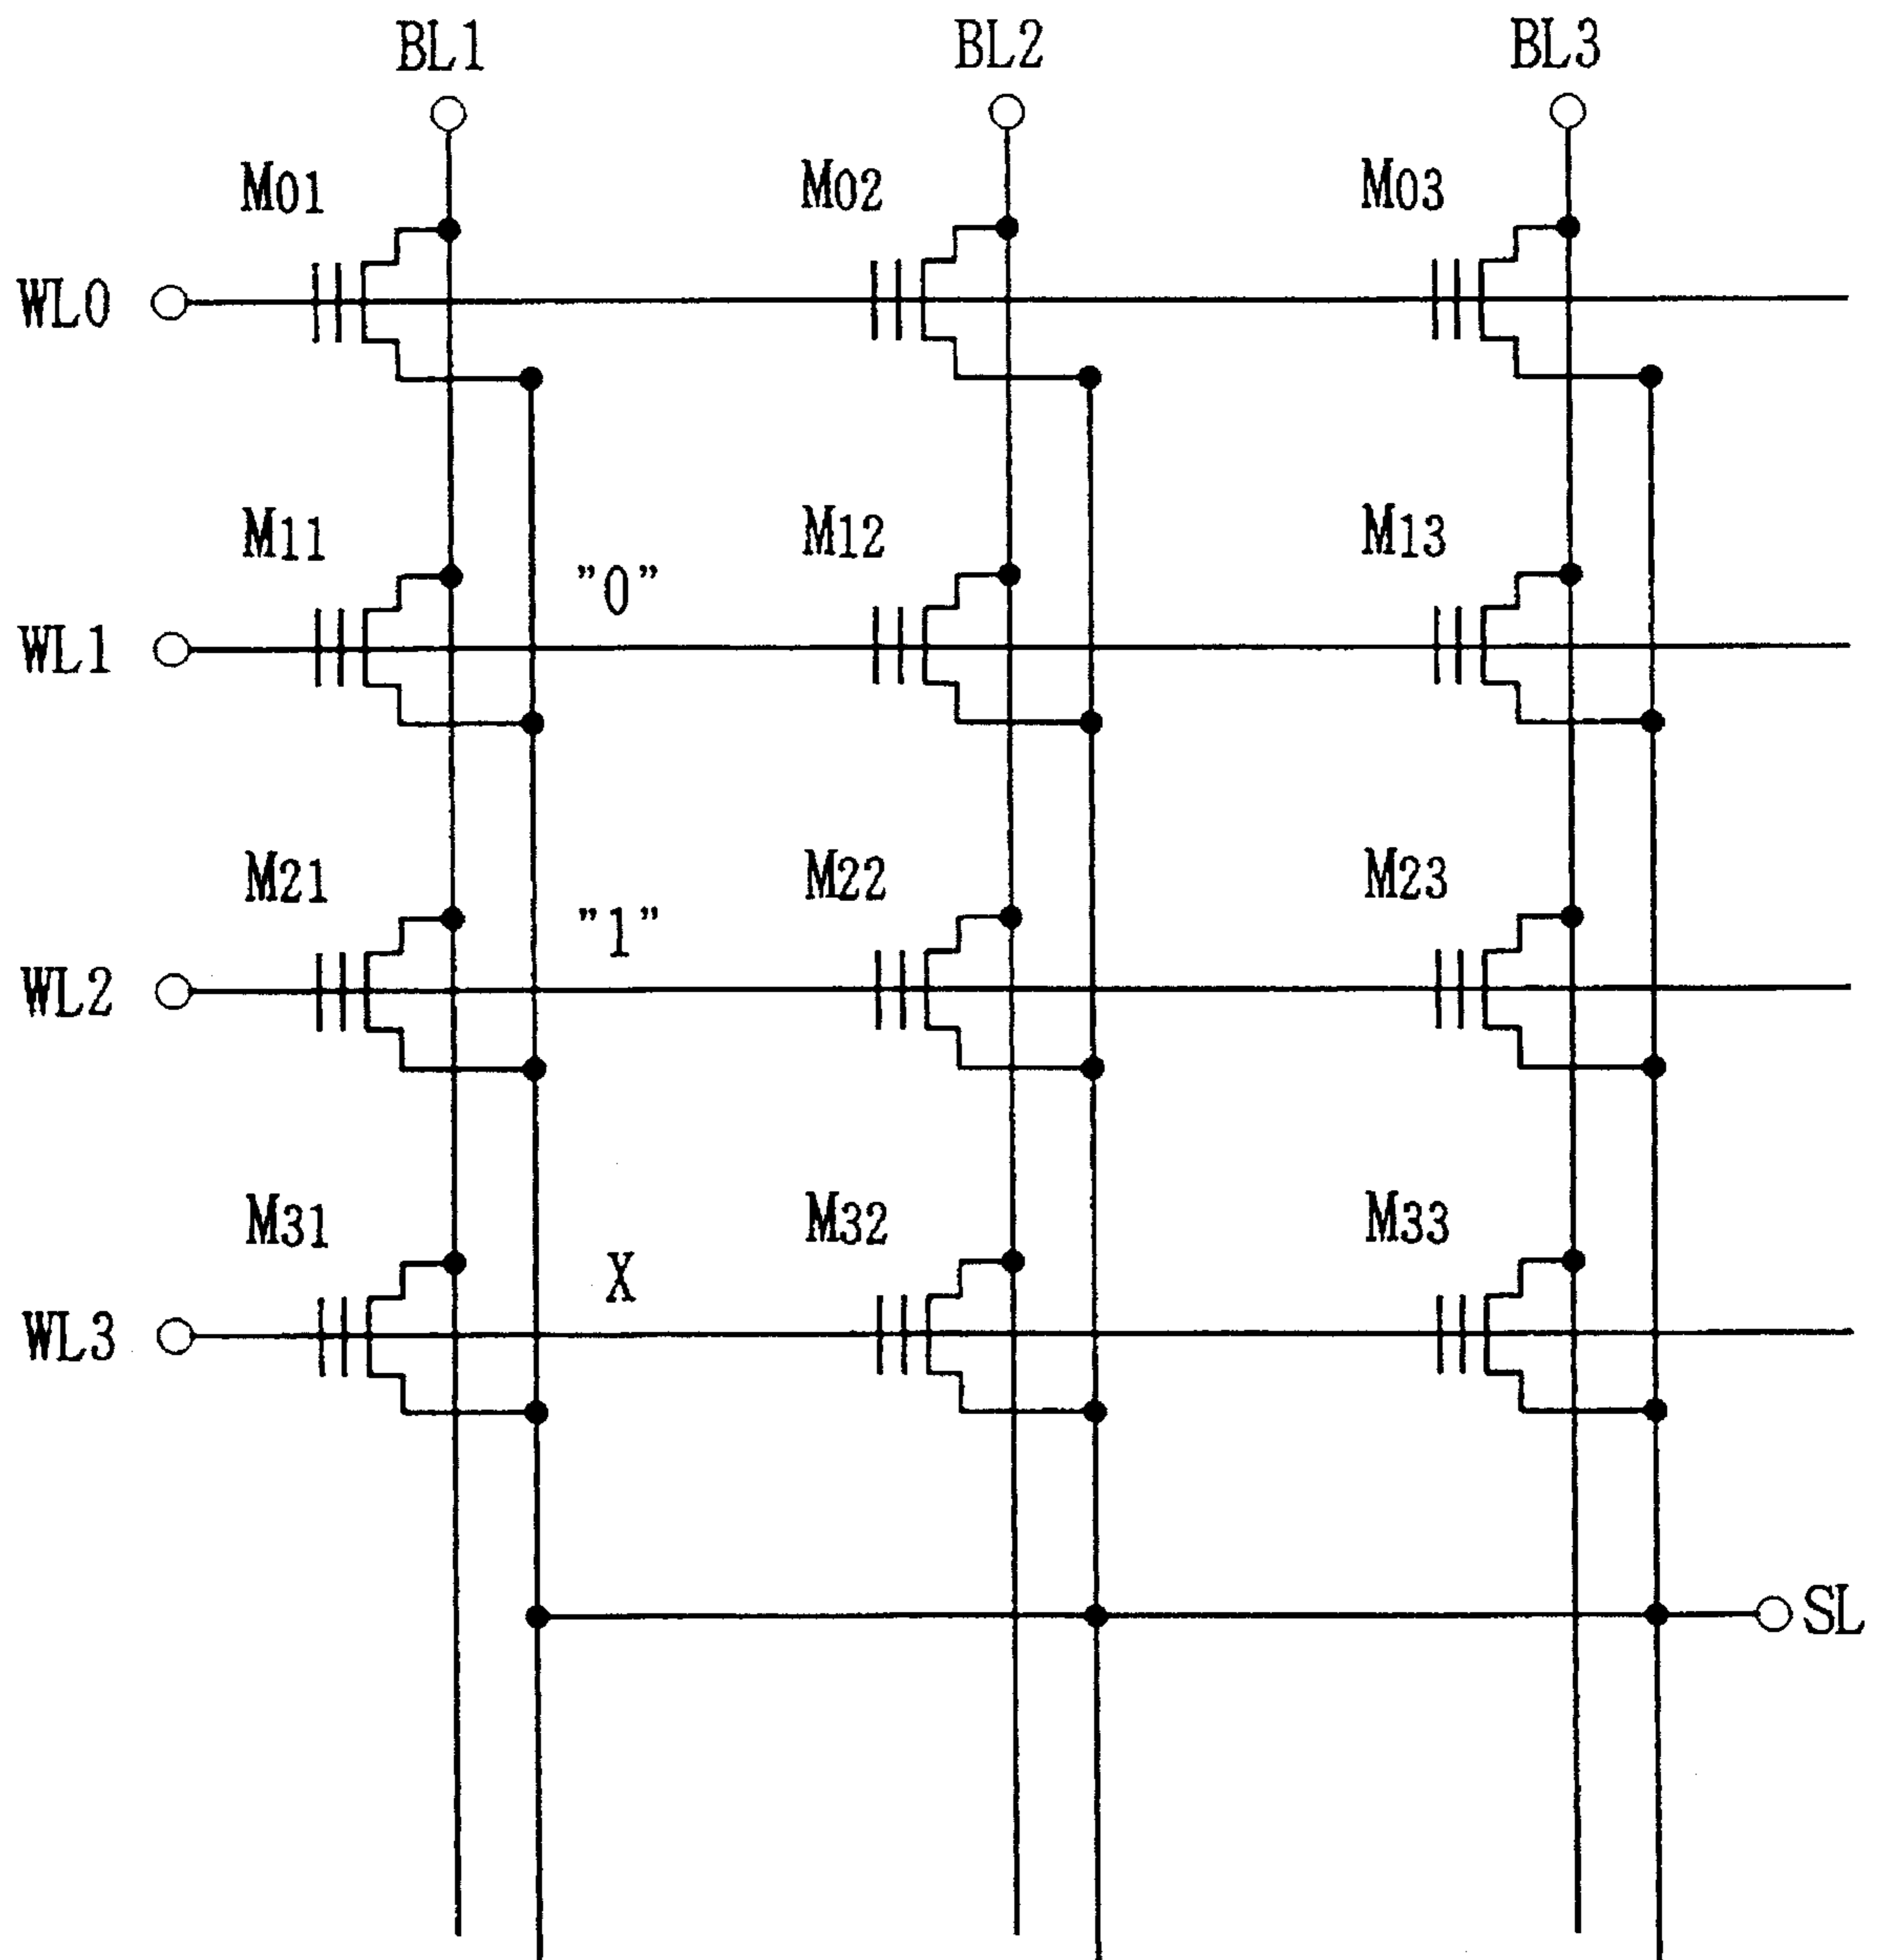 BL1 BL2 BL3
M01 M02 M03
WL0
M11 "0" M12 M13
WL1
M21 "1" M22 M23
WL2
M31 X M32 M33
WL3
SL